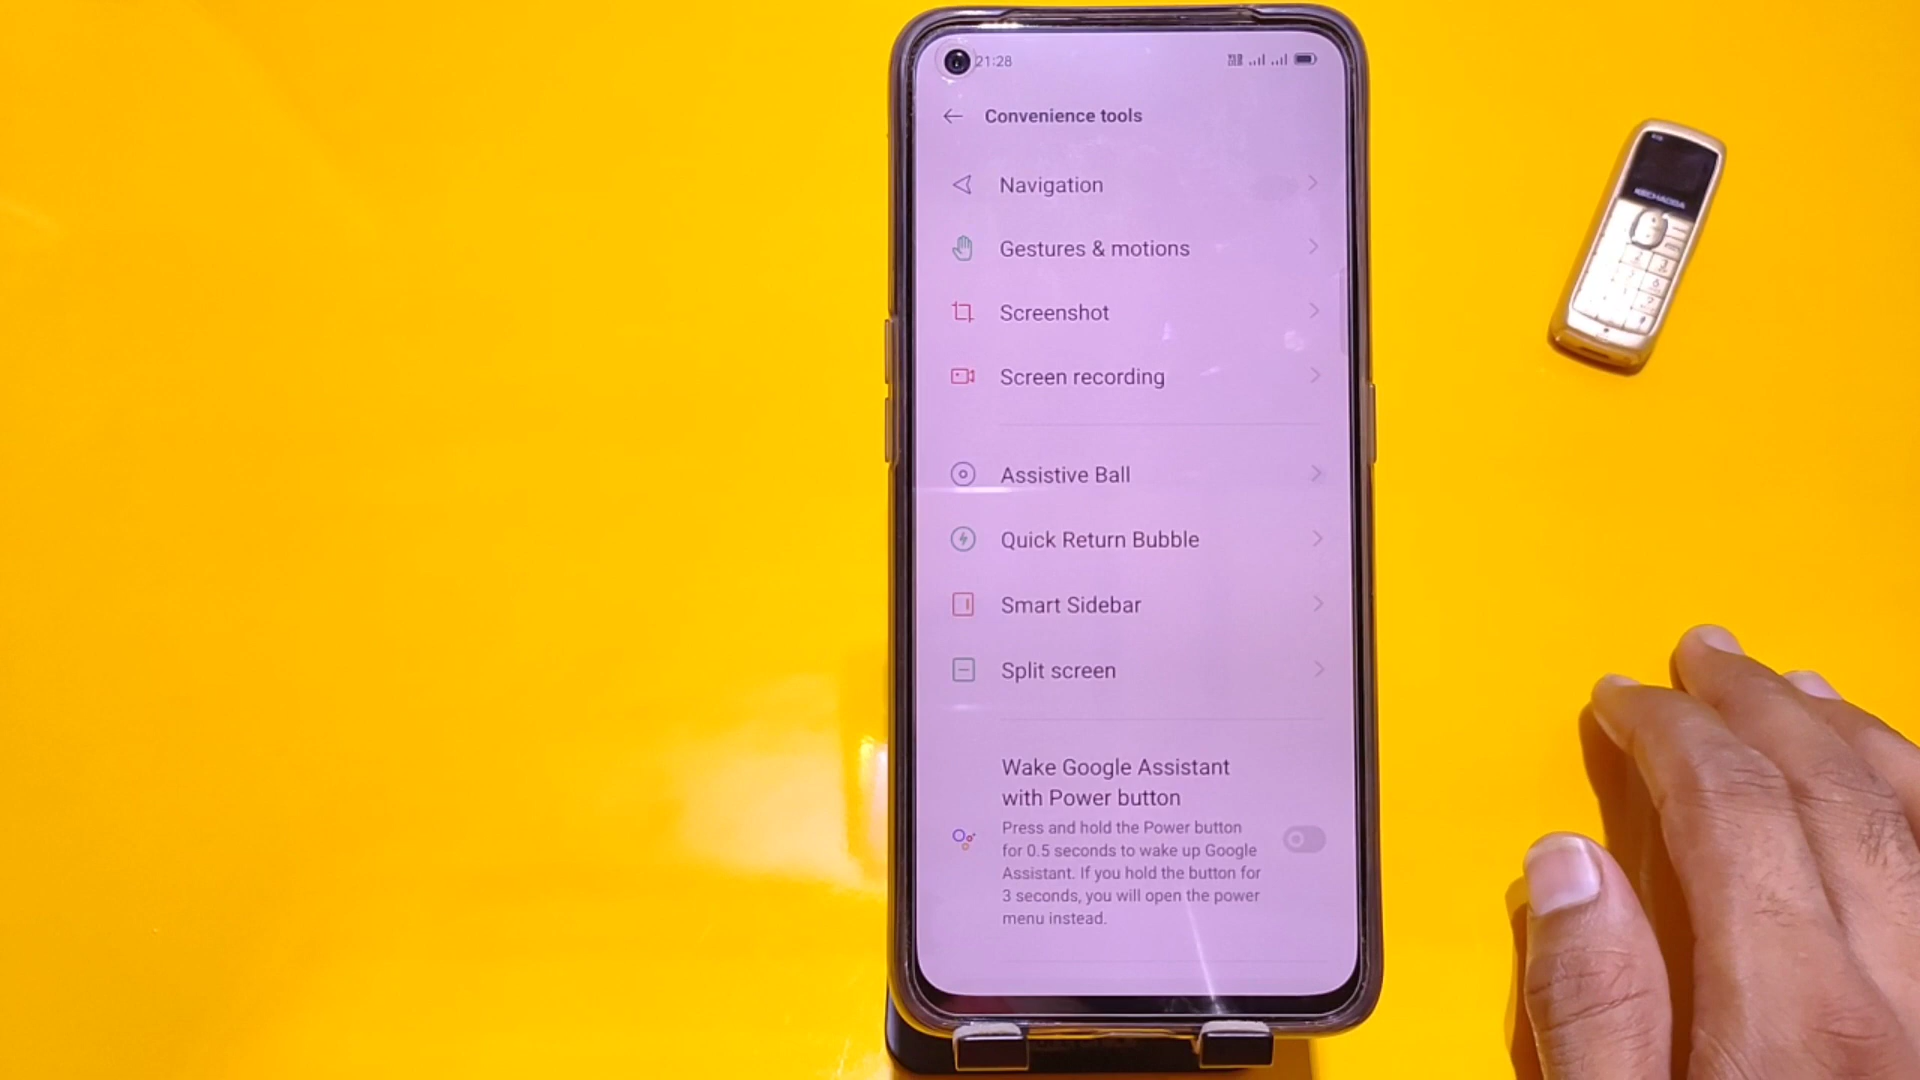 21:28
Convenience tools
Navigation
Gestures & motions
Screenshot
Screen recording
Assistive Ball
Quick Return Bubble
Smart Sidebar
Split screen
Wake Google Assistant
with Power button
Press and hold the Power button
for 0.5 seconds to wake up Google
Assistant. If you hold the button for
3 seconds, you will open the power
menu instead.
KECHAODA